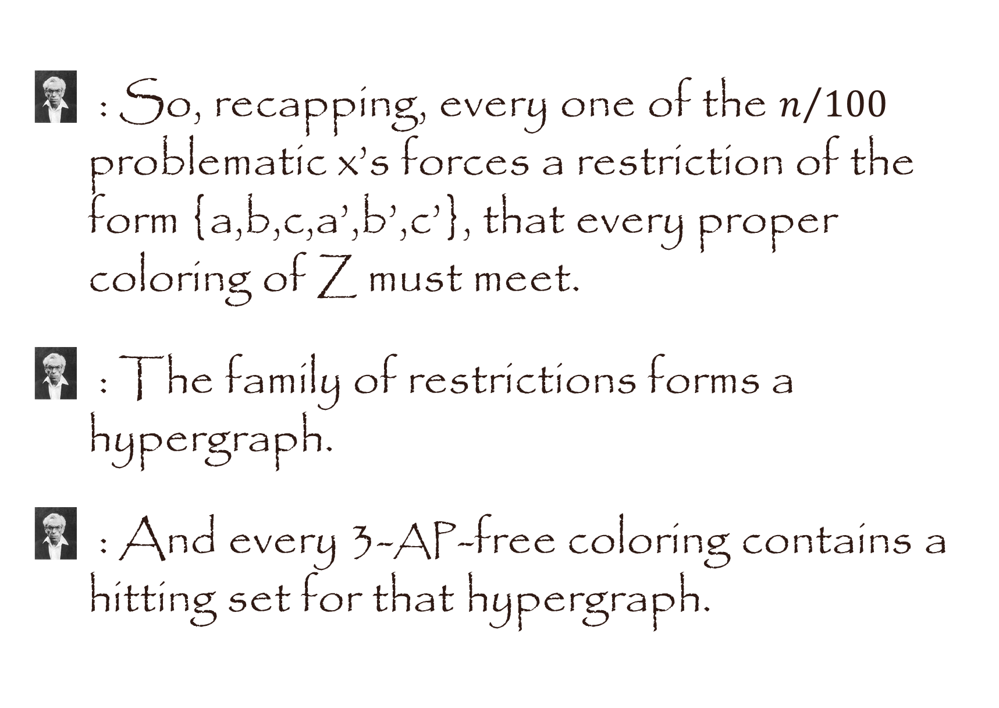 : So, recapping, every one of the n/100
problematic x's forces a restriction of the
form {a,b,c,a',b',c'}, that every proper
coloring of Z must meet.
: The family of restrictions forms a
hypergraph.
: And every 3-AP-free coloring contains a
hitting set for that hypergraph.